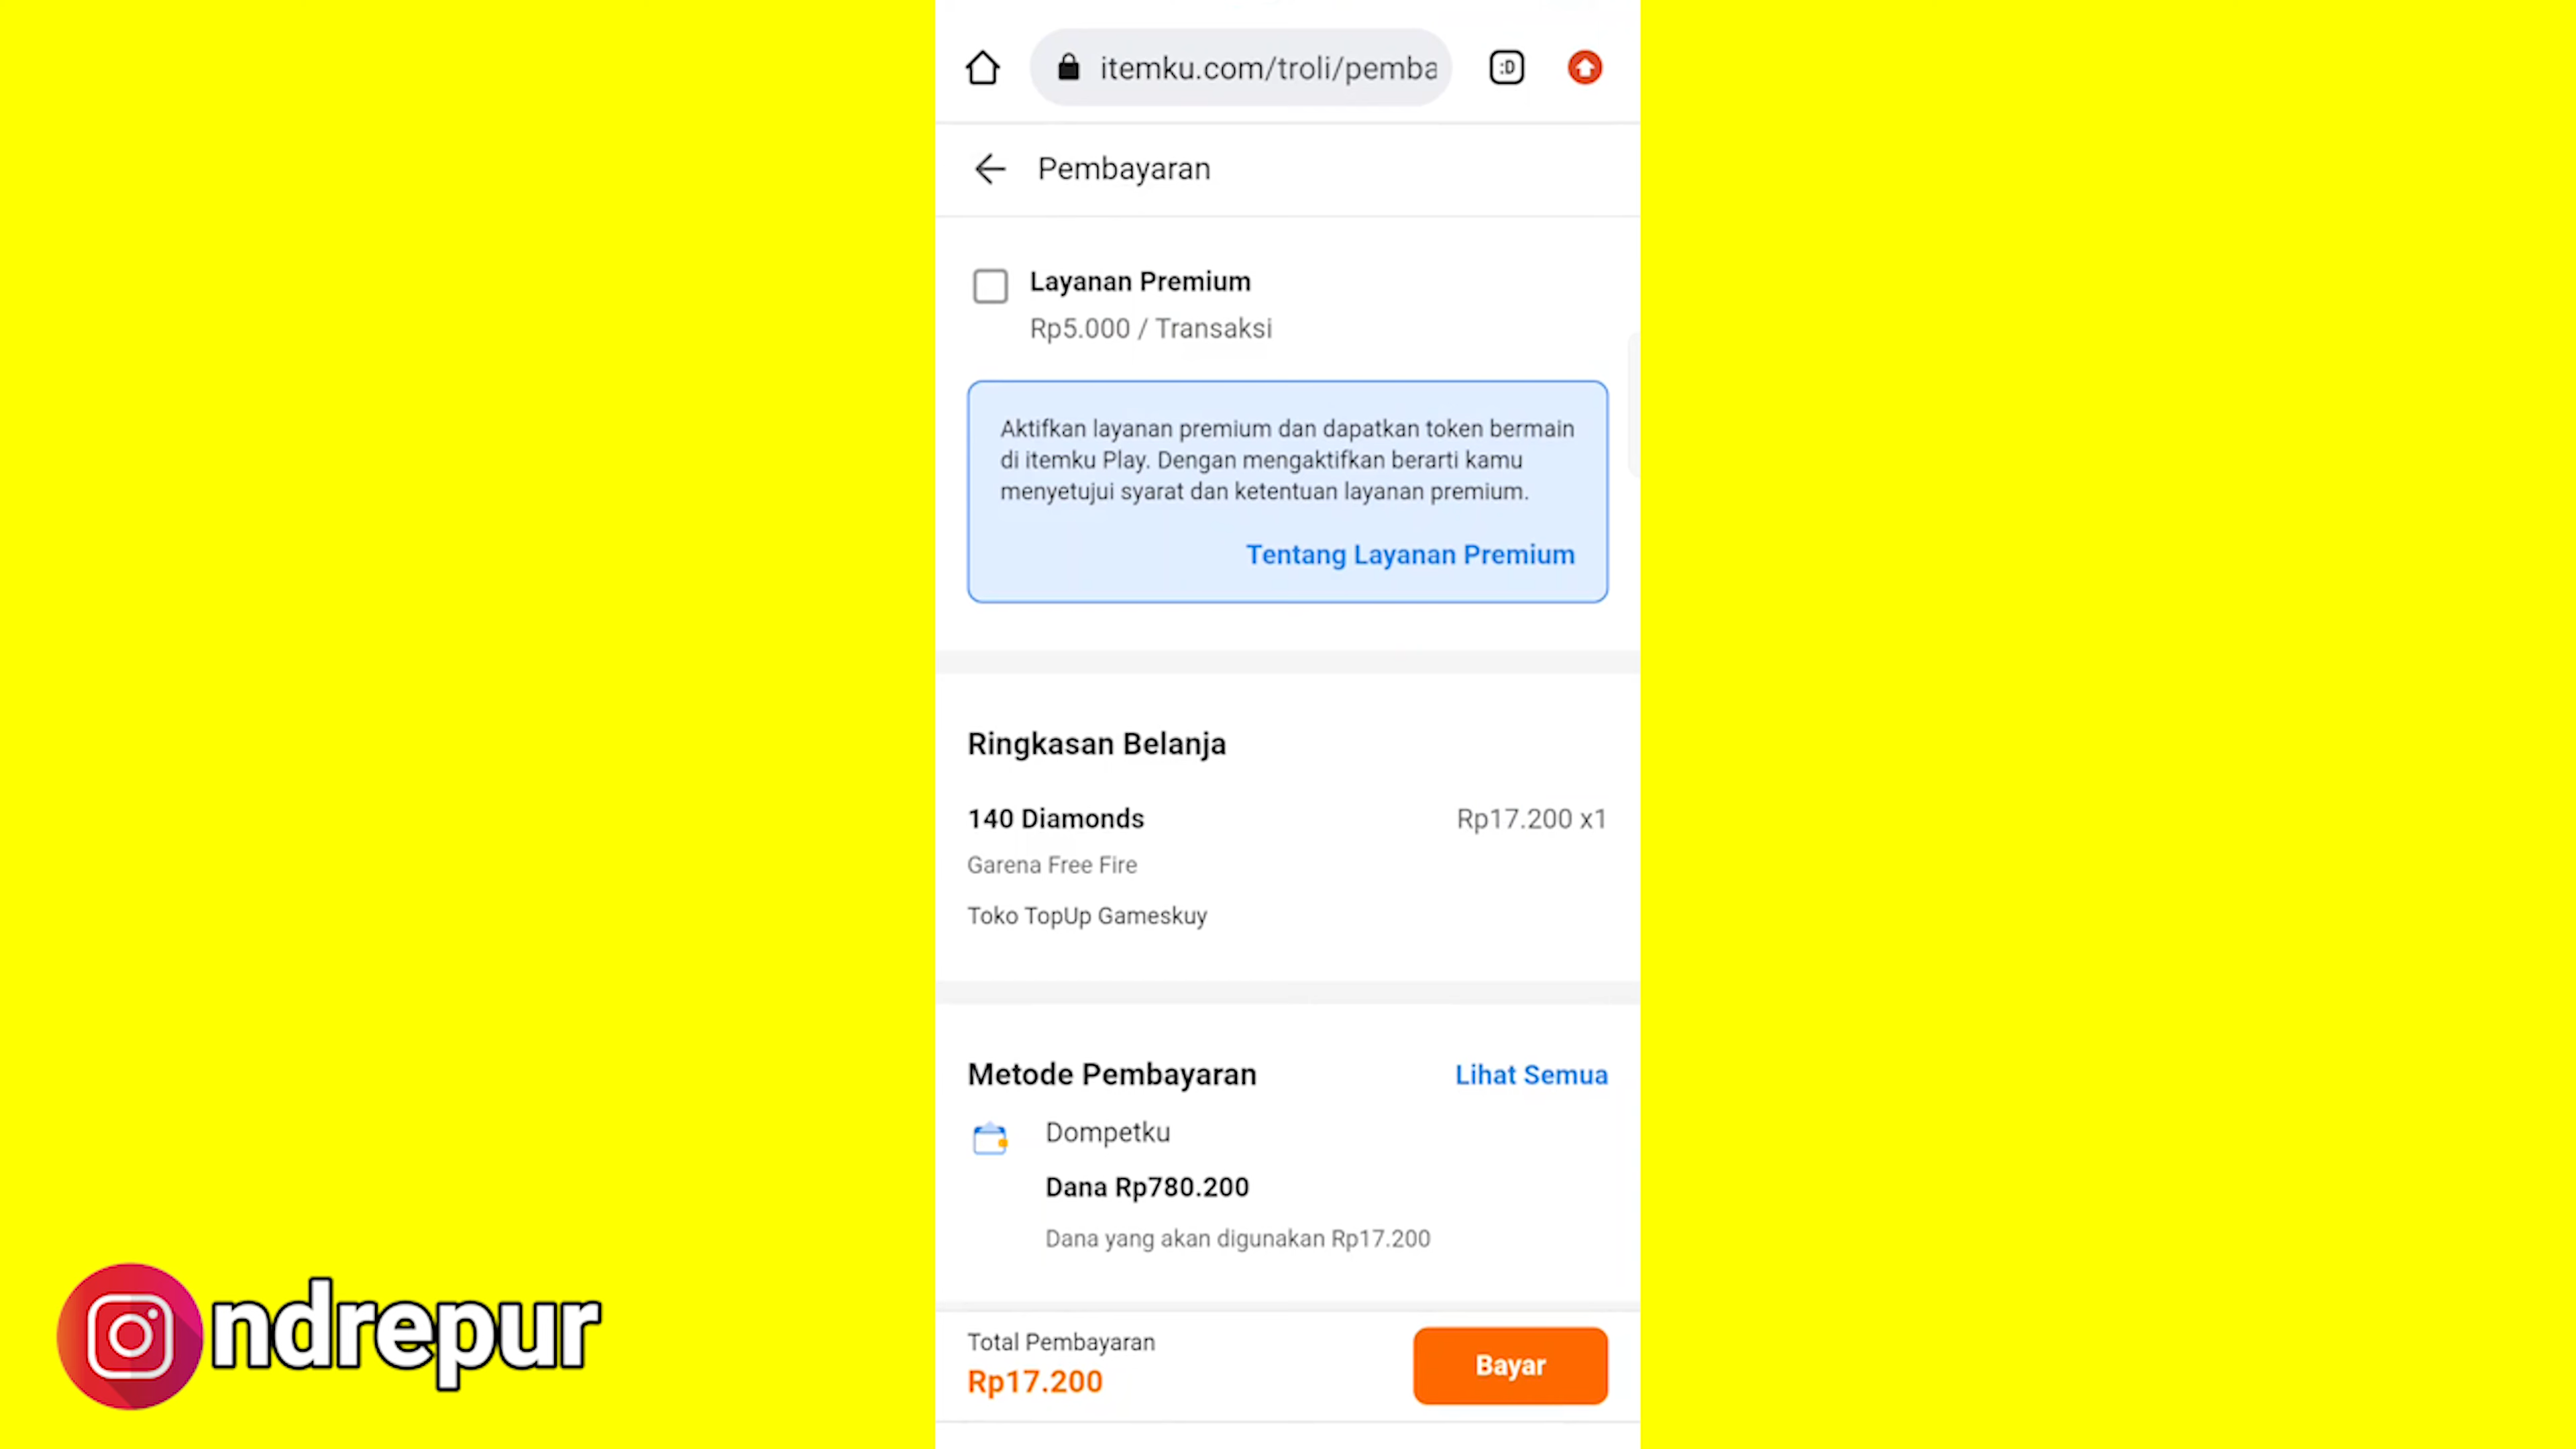 itemku.com/troli/pemba
:D
Pembayaran
Layanan Premium
Rp5.000 / Transaksi
Aktifkan layanan premium dan dapatkan token bermain
di itemku Play. Dengan mengaktifkan berarti kamu
menyetujui syarat dan ketentuan layanan premium.
Tentang Layanan Premium
Ringkasan Belanja
140 Diamonds Rp17.200 x1
Garena Free Fire
Toko TopUp Gameskuy
Metode Pembayaran Lihat Semua
Dompetku
Dana Rp780.200
Dana yang akan digunakan Rp17.200
Total Pembayaran
Rp17.200
Bayar
ndrepur